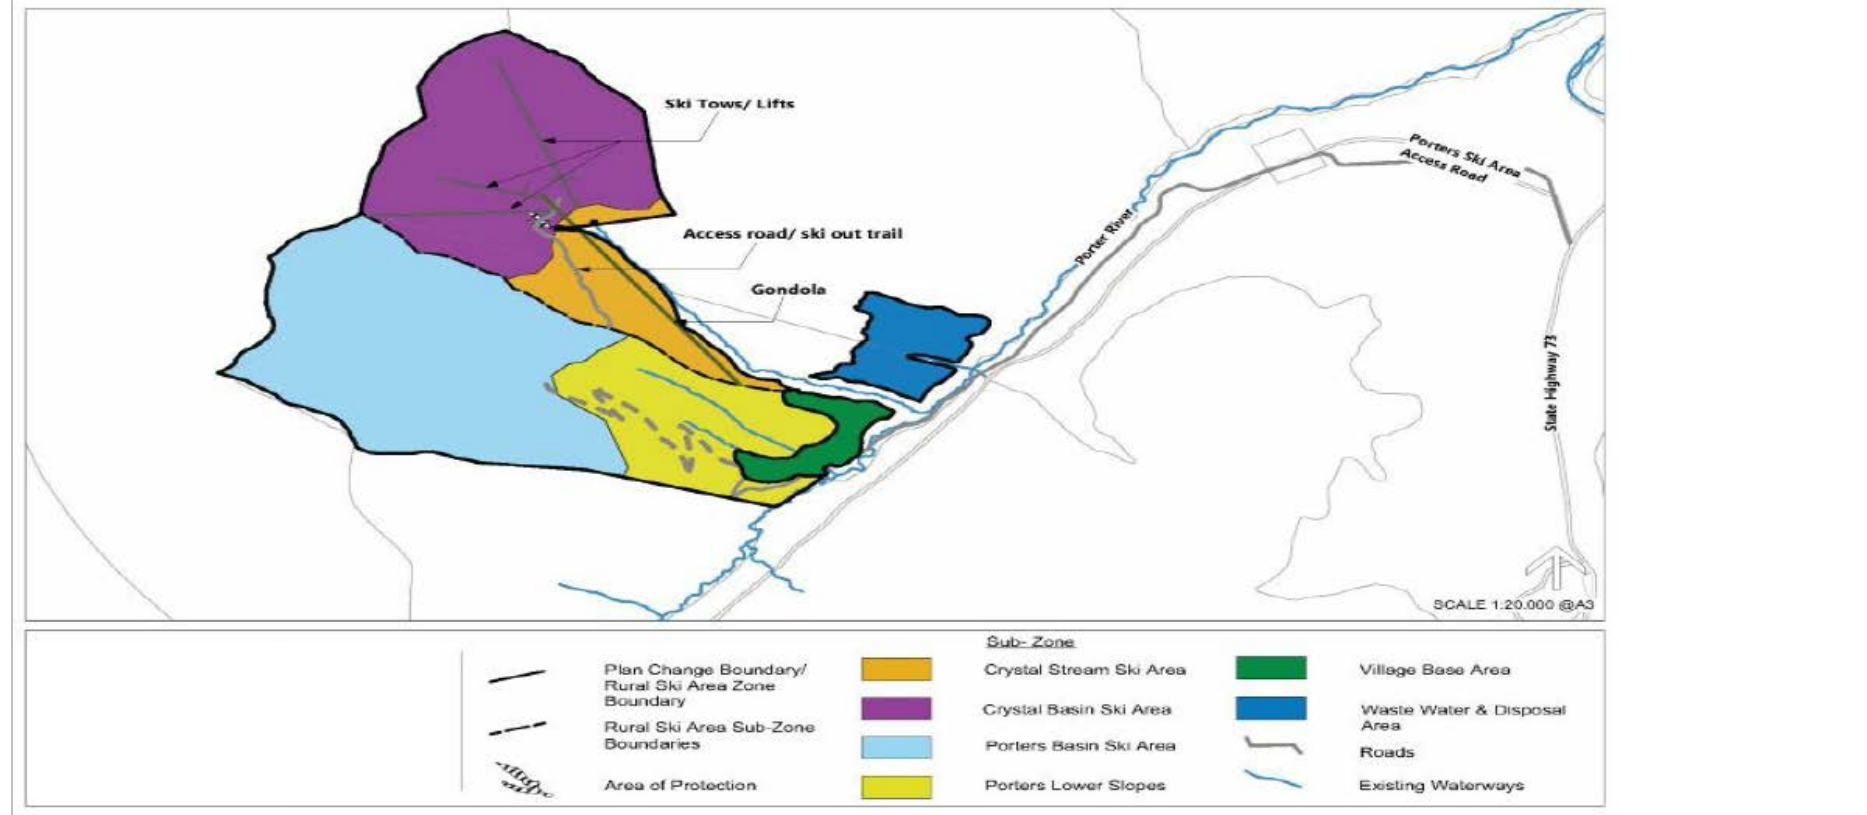 Ski Tows/ Lifts
Porters Ski Area
Access Road
Access road/ ski out trail
Porter River
Gondola
State Highway 73
SCALE 1:20.000 @A3
Sub- Zone
Plan Change Boundary/
Rural Ski Area Zone
Boundary
Rural Ski Area Sub-Zone
Boundaries
Area of Protection
Crystal Stream Ski Area
Crystal Basin Ski Area
Porters Basin Ski Area
Porters Lower Slopes
Village Base Area
Waste Water & Disposal
Area
Roads
Existing Waterways